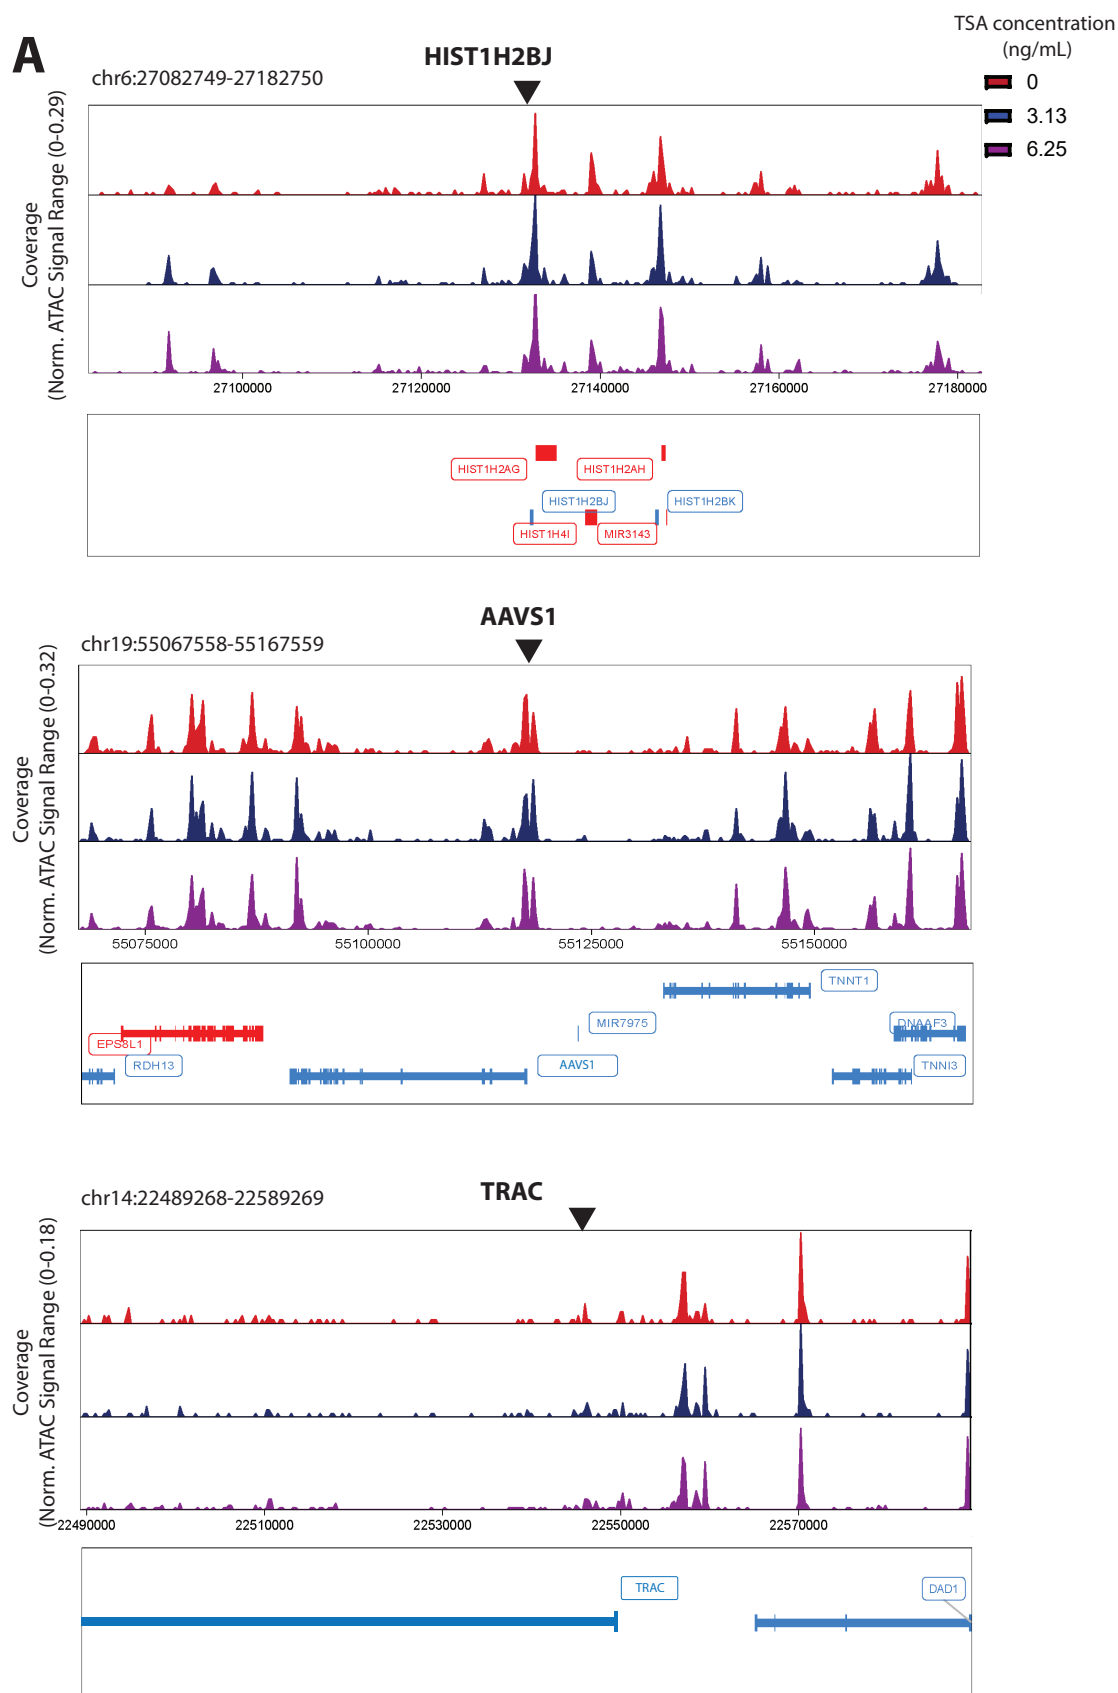 A
TSA concentration
(ng/mL)
0
3.13
6.25
HIST1H2BJ
chr6:27082749-27182750
Coverage
(Norm. ATAC Signal Range (0-0.29)
27100000 27120000 27140000 27160000 27180000
HIST1H2AG HIST1H2AH
HIST1H2BJ HIST1H2BK
HIST1H4I MIR3143
AAVS1
chr19:55067558-55167559
Coverage
(Norm. ATAC Signal Range (0-0.32)
55075000 55100000 55125000 55150000
TNNT1
MIR7975 DNAAF3
EPS8L1
RDH13 AAVS1 TNNI3
TRAC
chr14:22489268-22589269
Coverage
(Norm. ATAC Signal Range (0-0.18)
22490000 22510000 22530000 22550000 22570000
TRAC DAD1